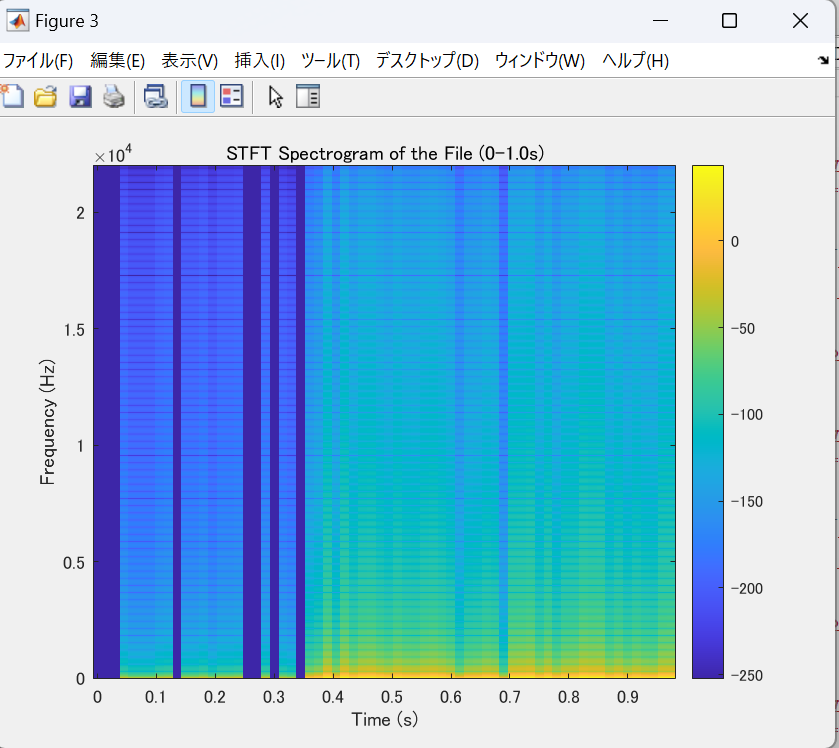 Figure 3
ファイル(F) 編集(E) 表示(V) 挿入(I) ツール(T) デスクトップ(D) ウィンドウ(W) ヘルプ(H)
STFT Spectrogram of the File (0-1.0s)
×10⁴
2
1.5
1
0.5
0
Frequency (Hz)
0 0.1 0.2 0.3 0.4 0.5 0.6 0.7 0.8 0.9
Time (s)
0
-50
-100
-150
-200
-250